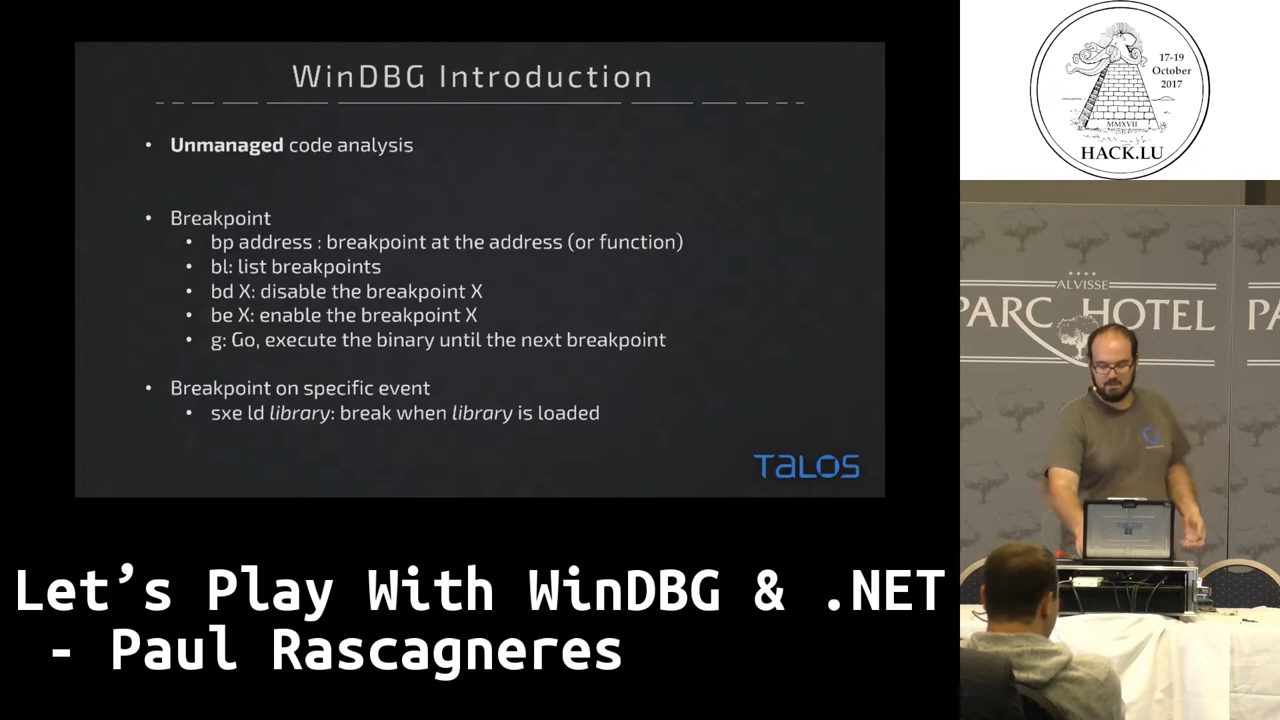 WinDBG Introduction
• Unmanaged code analysis
• Breakpoint
• bp address : breakpoint at the address (or function)
• bl: list breakpoints
• bd X: disable the breakpoint X
• be X: enable the breakpoint X
• g: Go, execute the binary until the next breakpoint
• Breakpoint on specific event
• sxe ld library: break when library is loaded
TALOS
Let’s Play With WinDBG & .NET
- Paul Rascagneres
17-19
October
2017
MMXVII
HACK.LU
ALVISSE
PARC HOTEL
PA